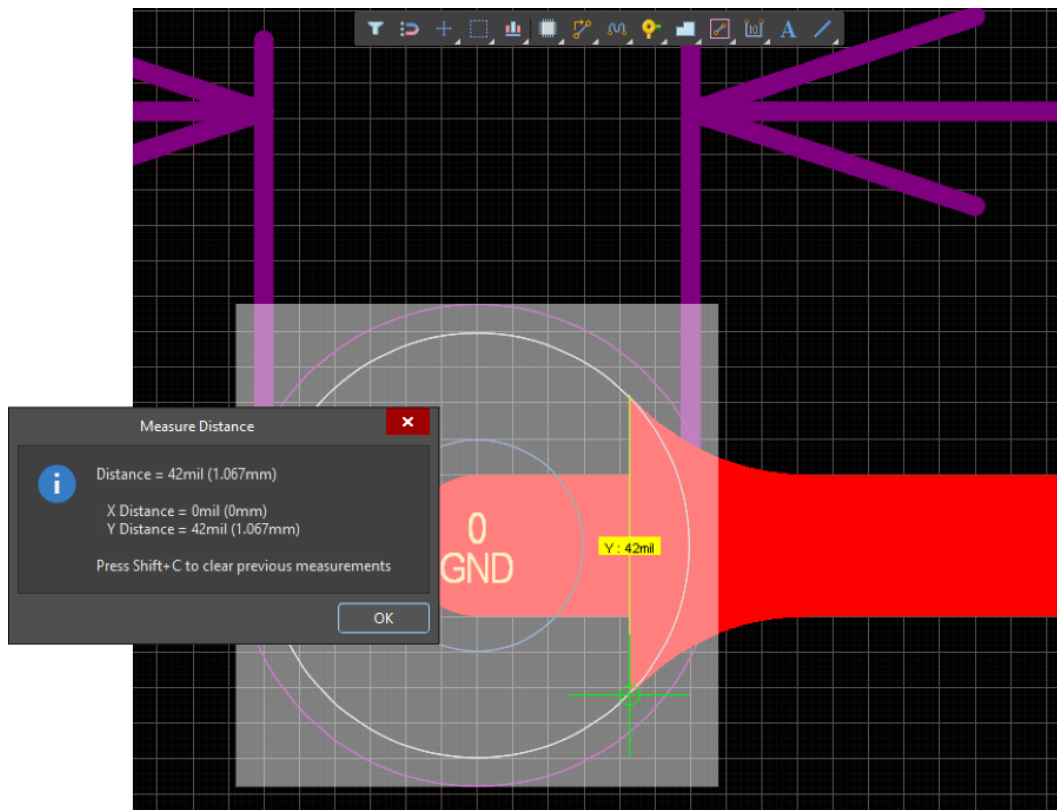 10
A
Measure Distance
Distance = 42mil (1.067mm)
X Distance = 0mil (0mm)
Y Distance = 42mil (1.067mm)
Press Shift+C to clear previous measurements
OK
0
GND
Y : 42mil